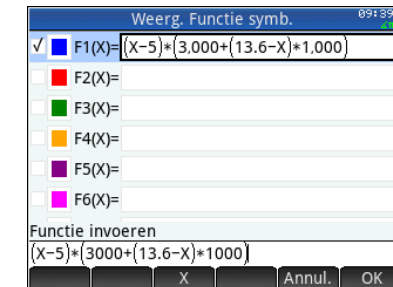 Weerg. Functie symb. 09:39
√ F1(X)= (X-5)*(3,000+(13.6-X)*1,000)
F2(X)=
F3(X)=
F4(X)=
F5(X)=
F6(X)=
Functie invoeren
(X-5)*(3000+(13.6-X)*1000)
X Annul. OK